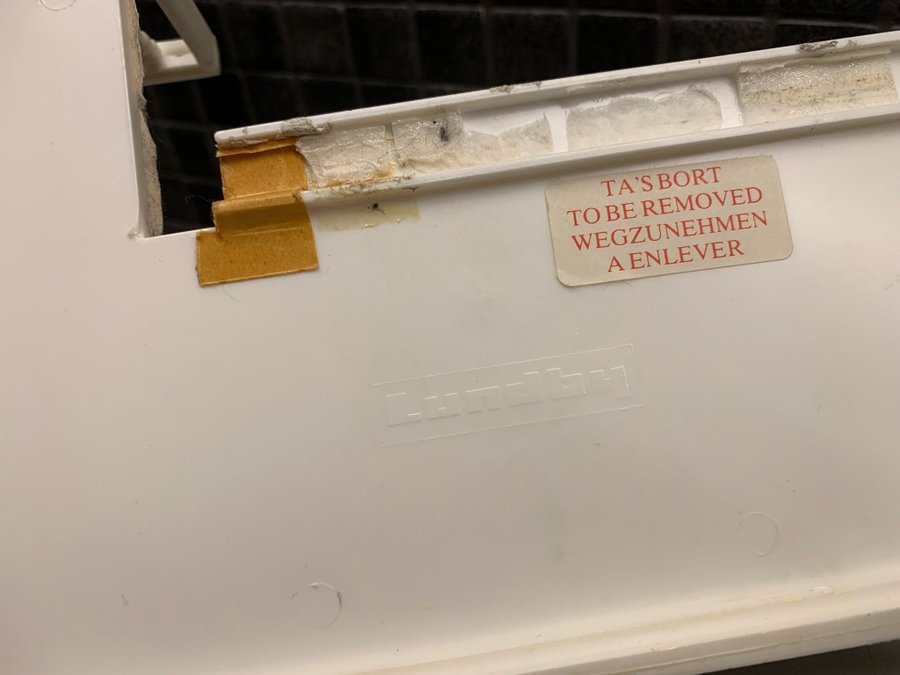 TA'S BORT
TO BE REMOVED
WEGZUNEHMEN
A ENLEVER
Lundby